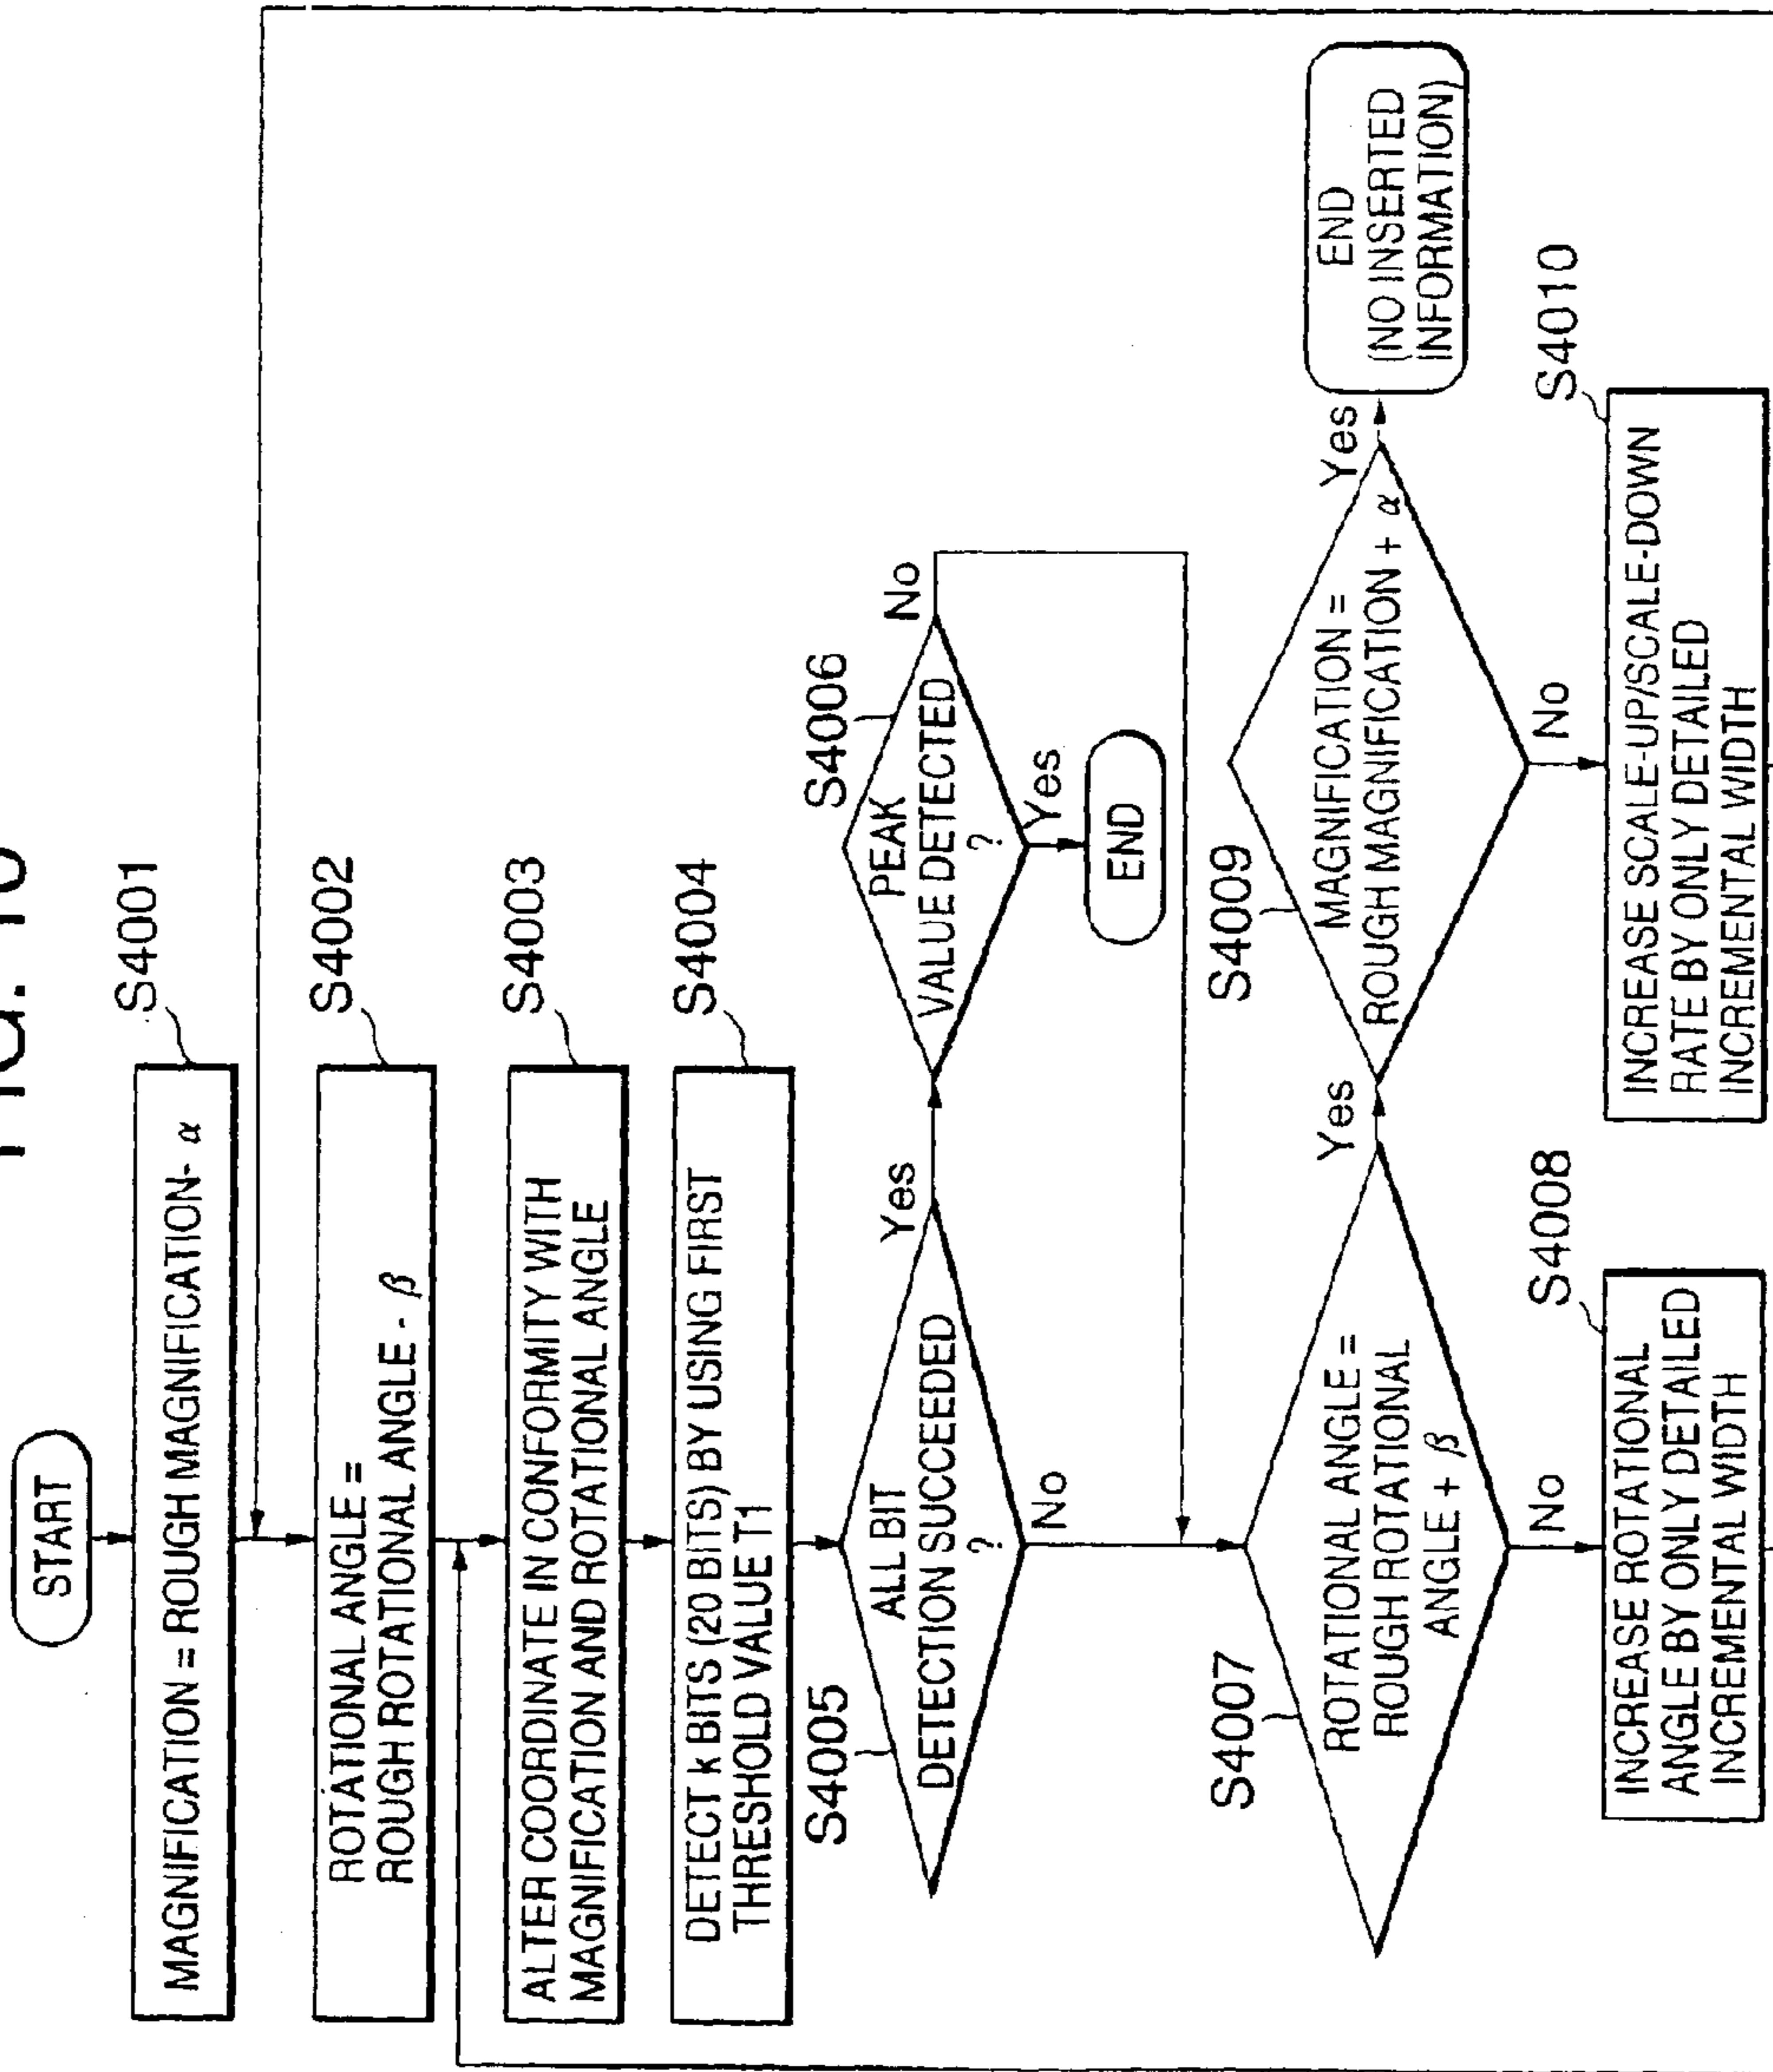 START
S4001
MAGNIFICATION = ROUGH MAGNIFICATION- α
S4002
ROTATIONAL ANGLE =
ROUGH ROTATIONAL ANGLE - β
S4003
ALTER COORDINATE IN CONFORMITY WITH
MAGNIFICATION AND ROTATIONAL ANGLE
S4004
DETECT k BITS (20 BITS) BY USING FIRST
THRESHOLD VALUE T1
S4005
ALL BIT
DETECTION SUCCEEDED
?
Yes
No
S4006
PEAK
VALUE DETECTED
?
No
Yes
END
S4007
ROTATIONAL ANGLE =
ROUGH ROTATIONAL
ANGLE + β
Yes
No
S4009
MAGNIFICATION =
ROUGH MAGNIFICATION + α
Yes
No
END
(NO INSERTED
INFORMATION)
S4008
INCREASE ROTATIONAL
ANGLE BY ONLY DETAILED
INCREMENTAL WIDTH
S4010
INCREASE SCALE-UP/SCALE-DOWN
RATE BY ONLY DETAILED
INCREMENTAL WIDTH